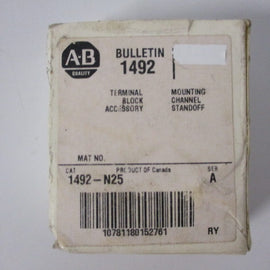 A-B
QUALITY
BULLETIN
1492
TERMINAL MOUNTING
BLOCK CHANNEL
ACCESSORY STANDOFF
MAT NO.
CAT PRODUCT OF Canada SER
1492-N25 A
10781180152761 RY